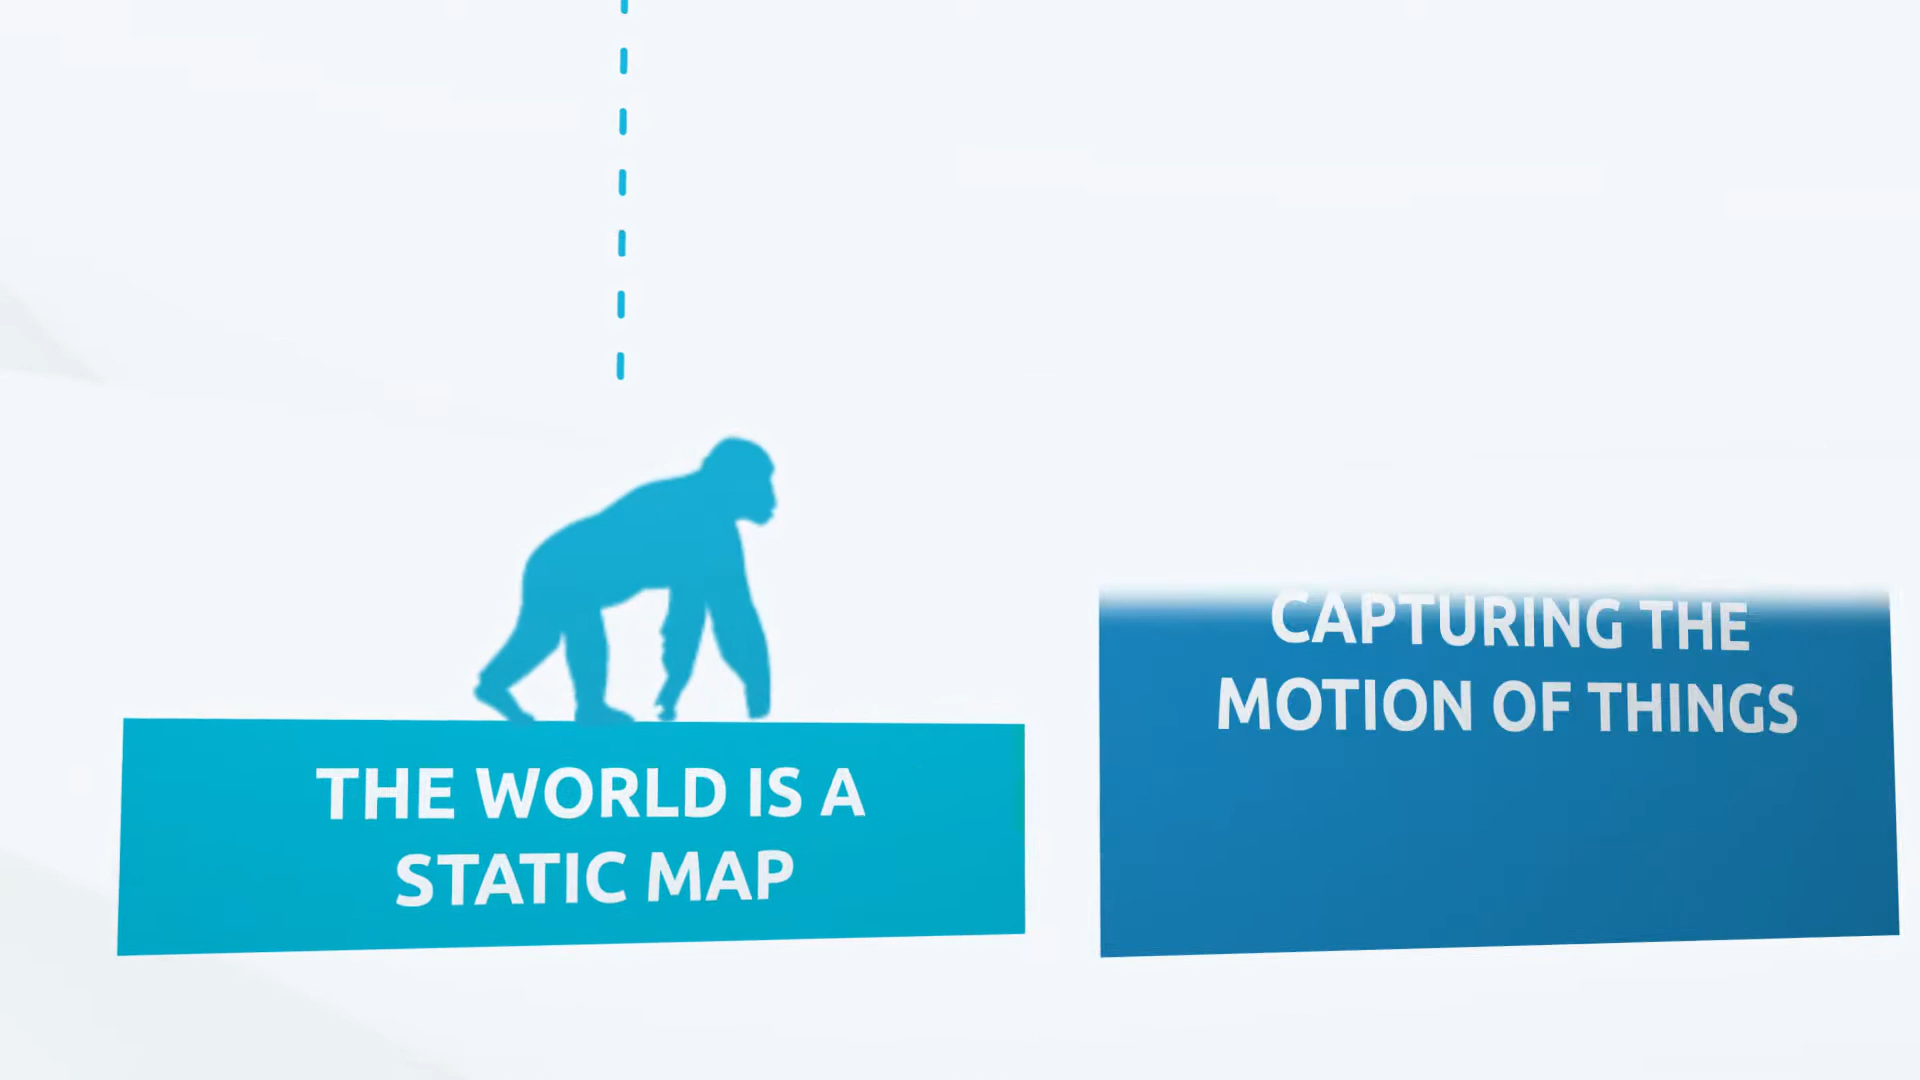 THE WORLD IS A
STATIC MAP
CAPTURING THE
MOTION OF THINGS